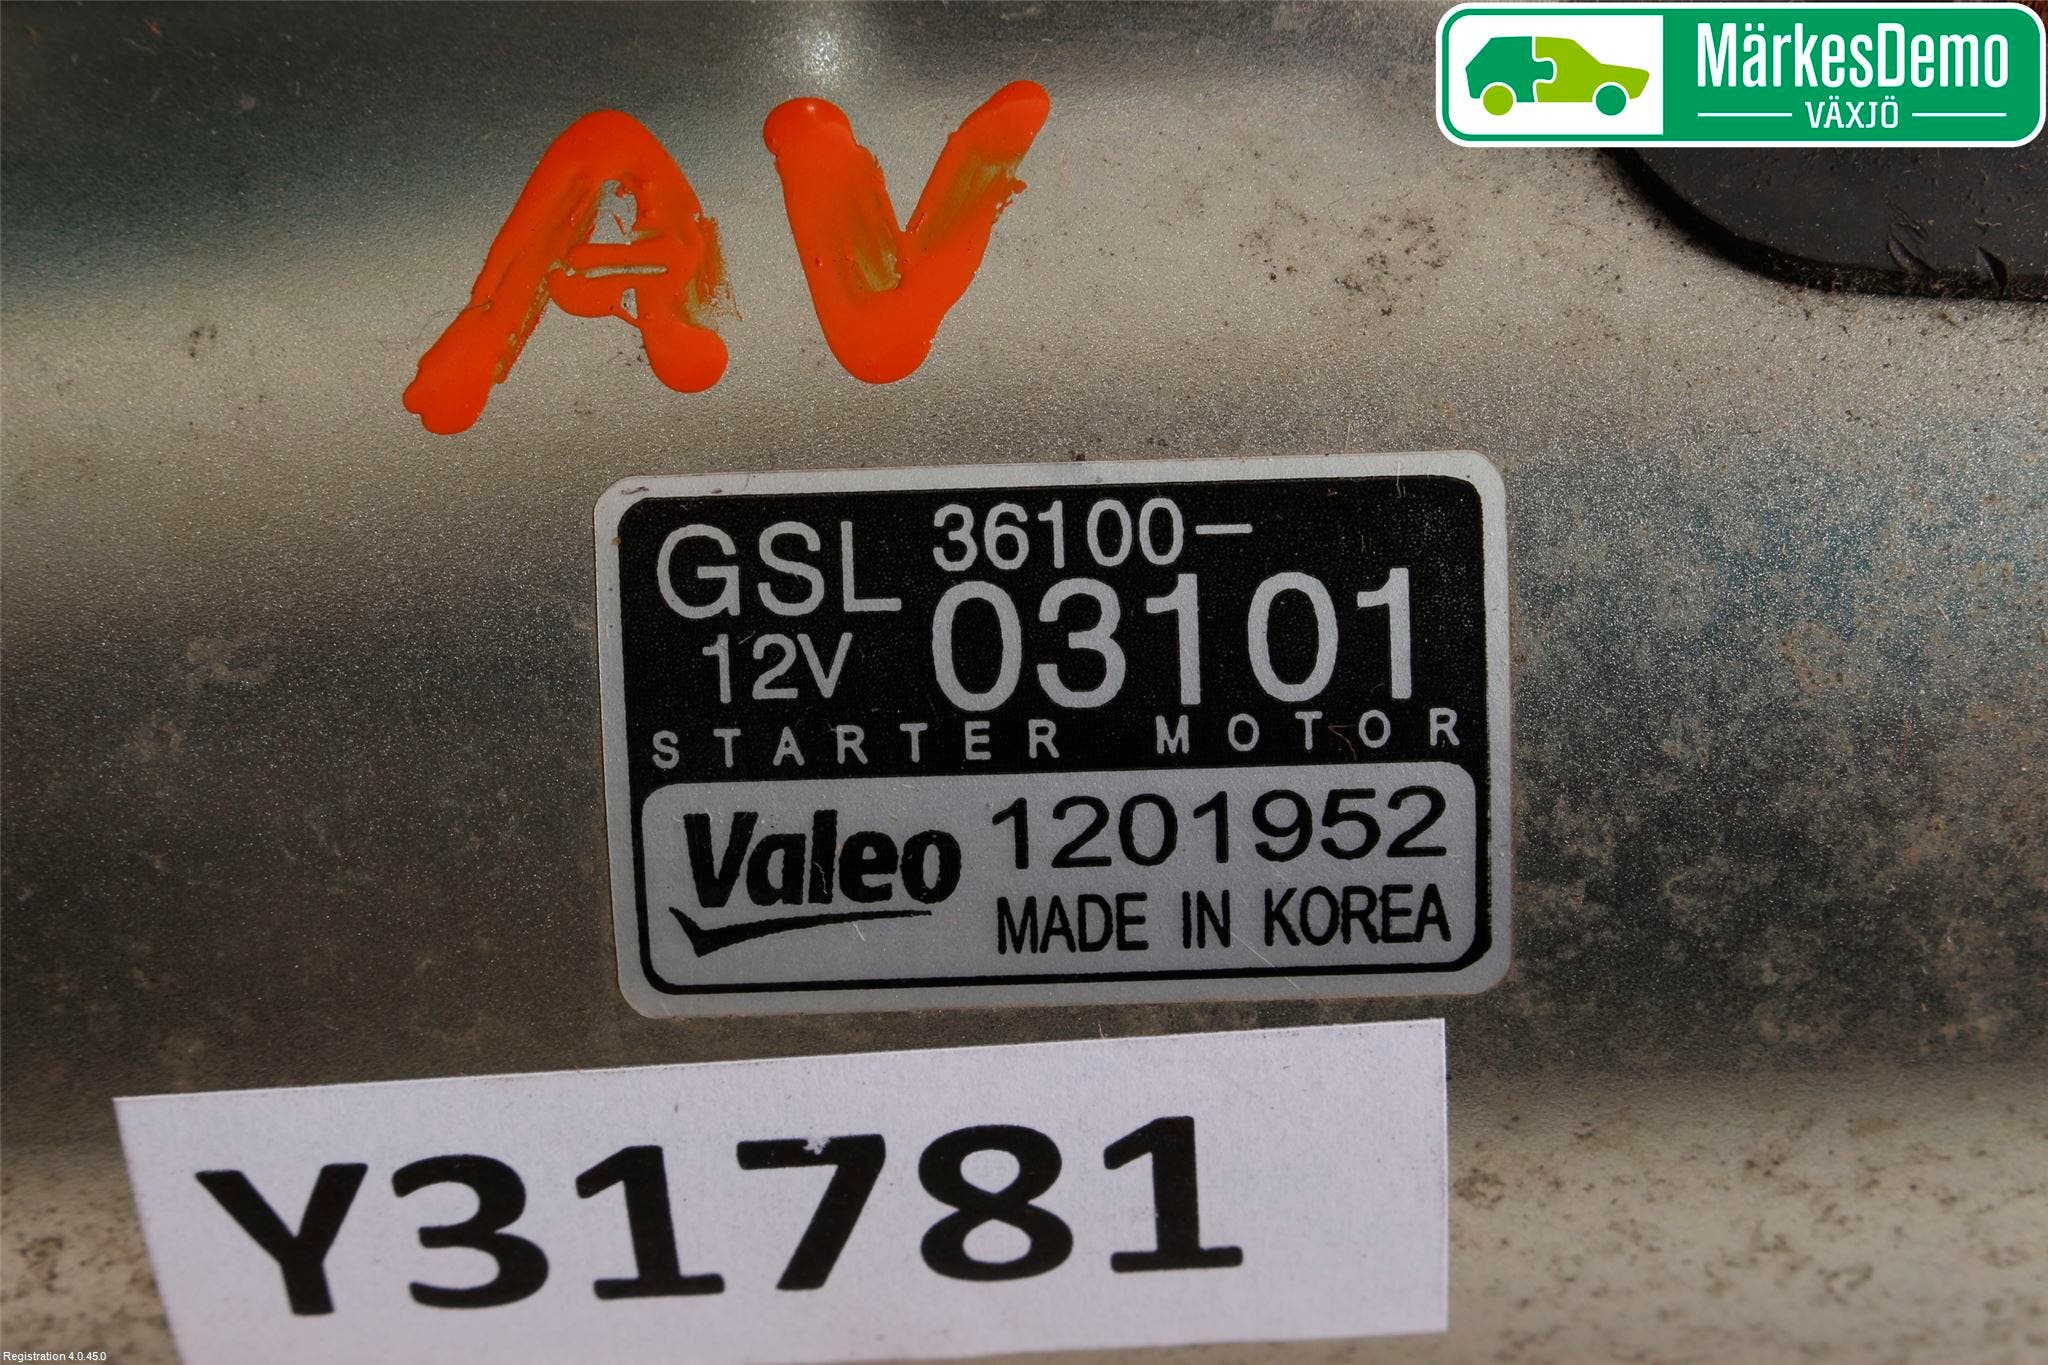 MärkesDemo
VÄXJÖ
AV
GSL 36100-
12V 03101
STARTER MOTOR
Valeo 1201952
MADE IN KOREA
Y31781
Registration 4.0.45.0